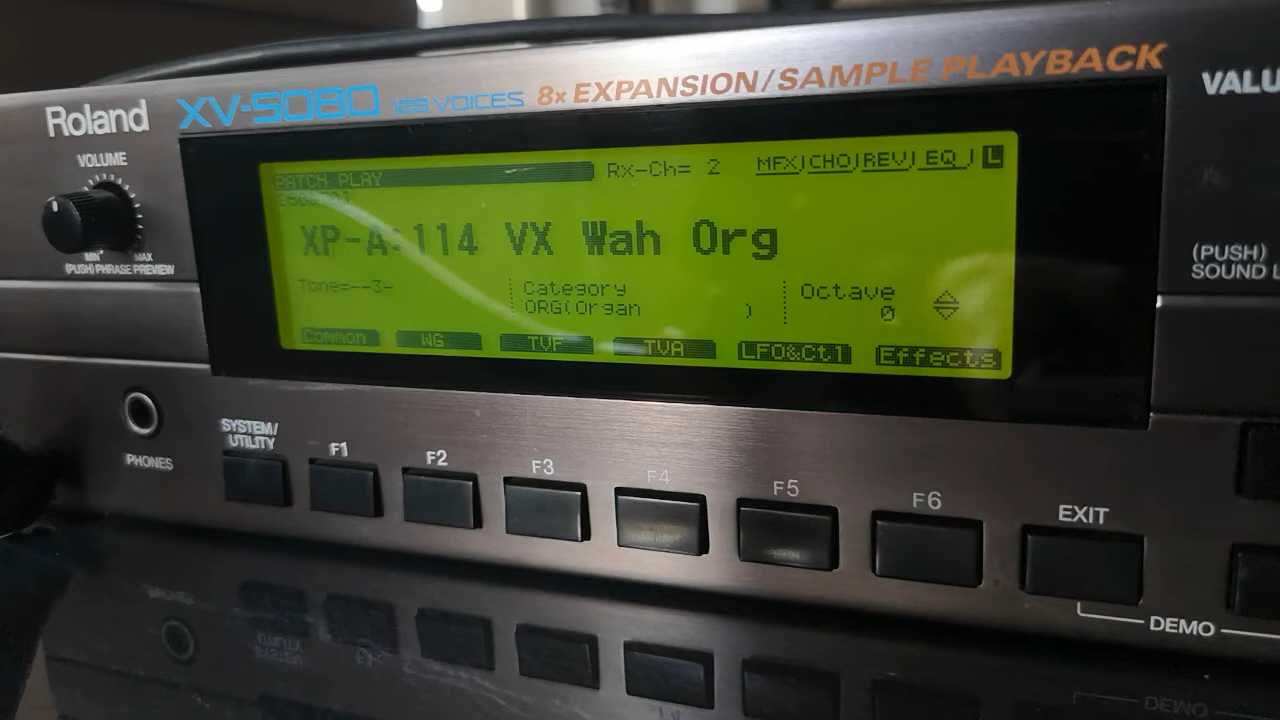 Roland XV-5080 128 VOICES 8x EXPANSION/SAMPLE PLAYBACK
VOLUME
MIN MAX
(PUSH) PHRASE PREVIEW
PATCH PLAY Rx-Ch= 2 MFX CHO REV EQ L
XP-A:114 VX Wah Org
Tone=--3- Category Octave
ORG(Organ ) 0
Common WG TVF TVA LFO&Ctl Effects
(PUSH)
PHONES
SYSTEM/
UTILITY
F1 F2 F3 F4 F5 F6 EXIT
DEMO